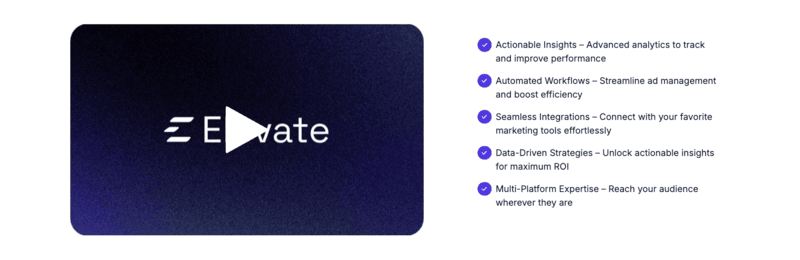 Actionable Insights – Advanced analytics to track
and improve performance
Automated Workflows – Streamline ad management
and boost efficiency
Seamless Integrations – Connect with your favorite
marketing tools effortlessly
Data-Driven Strategies – Unlock actionable insights
for maximum ROI
Multi-Platform Expertise – Reach your audience
wherever they are